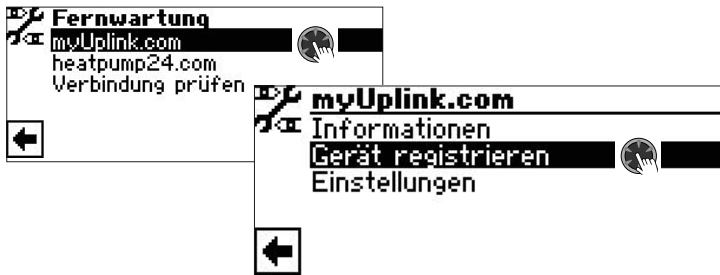 Fernwartung
myUplink.com
heatpump24.com
Verbindung prüfen
myUplink.com
Informationen
Gerät registrieren
Einstellungen